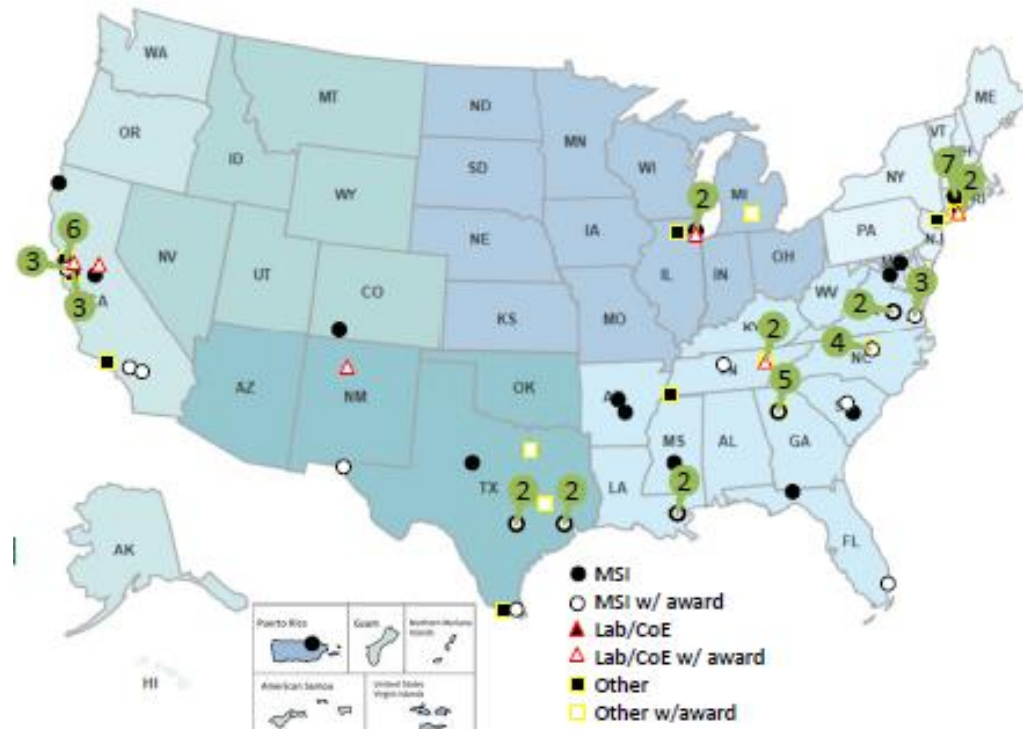 WA
MT
ND
ME
OR
MN
VT
ID
SD
WI
MI
NY
7
2
WY
2
RI
NE
IA
PA
NJ
6
NV
OH
3
UT
IL
IN
3
CO
WV
3
CA
KS
MO
2
KY
2
4
NC
AZ
NM
OK
5
MS
AL
GA
TX
LA
2
2
2
FL
AK
HI
Puerto Rico
Guam
Northern Mariana
Islands
American Samoa
United States
Virgin Islands
MSI
MSI w/ award
Lab/CoE
Lab/CoE w/ award
Other
Other w/award